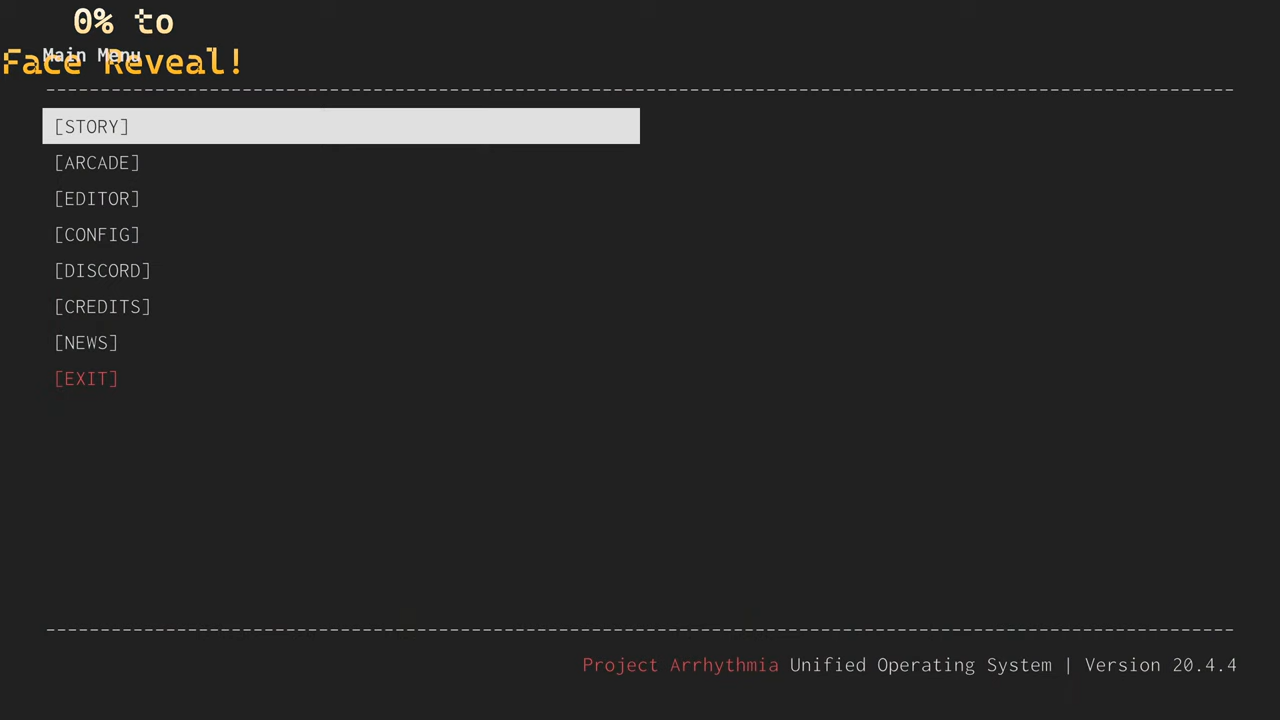 0% to
Face Reveal!
Main Menu
[STORY]
[ARCADE]
[EDITOR]
[CONFIG]
[DISCORD]
[CREDITS]
[NEWS]
[EXIT]
Project Arrhythmia Unified Operating System | Version 20.4.4